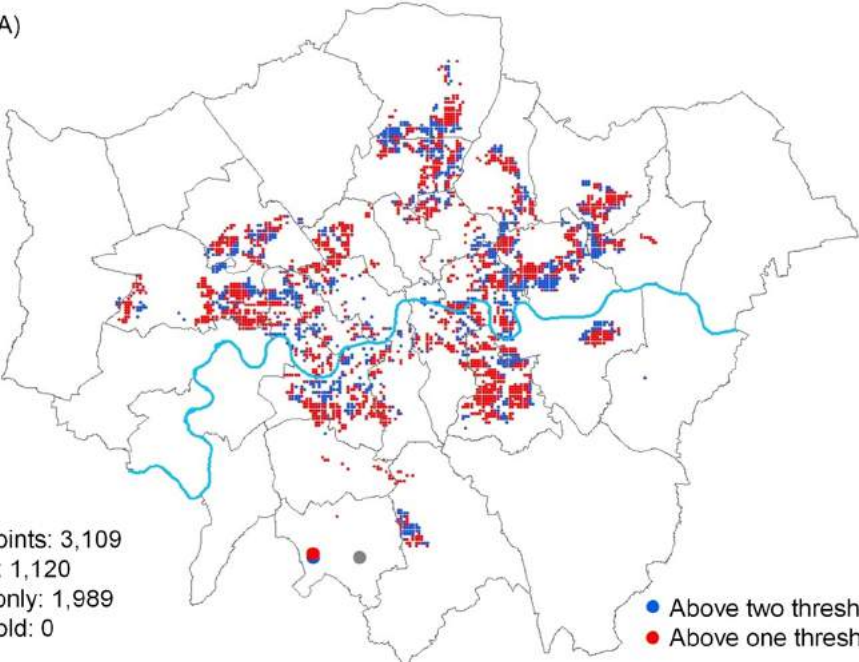 A)
oints: 3,109
: 1,120
only: 1,989
old: 0
Above two thresh
Above one thresh